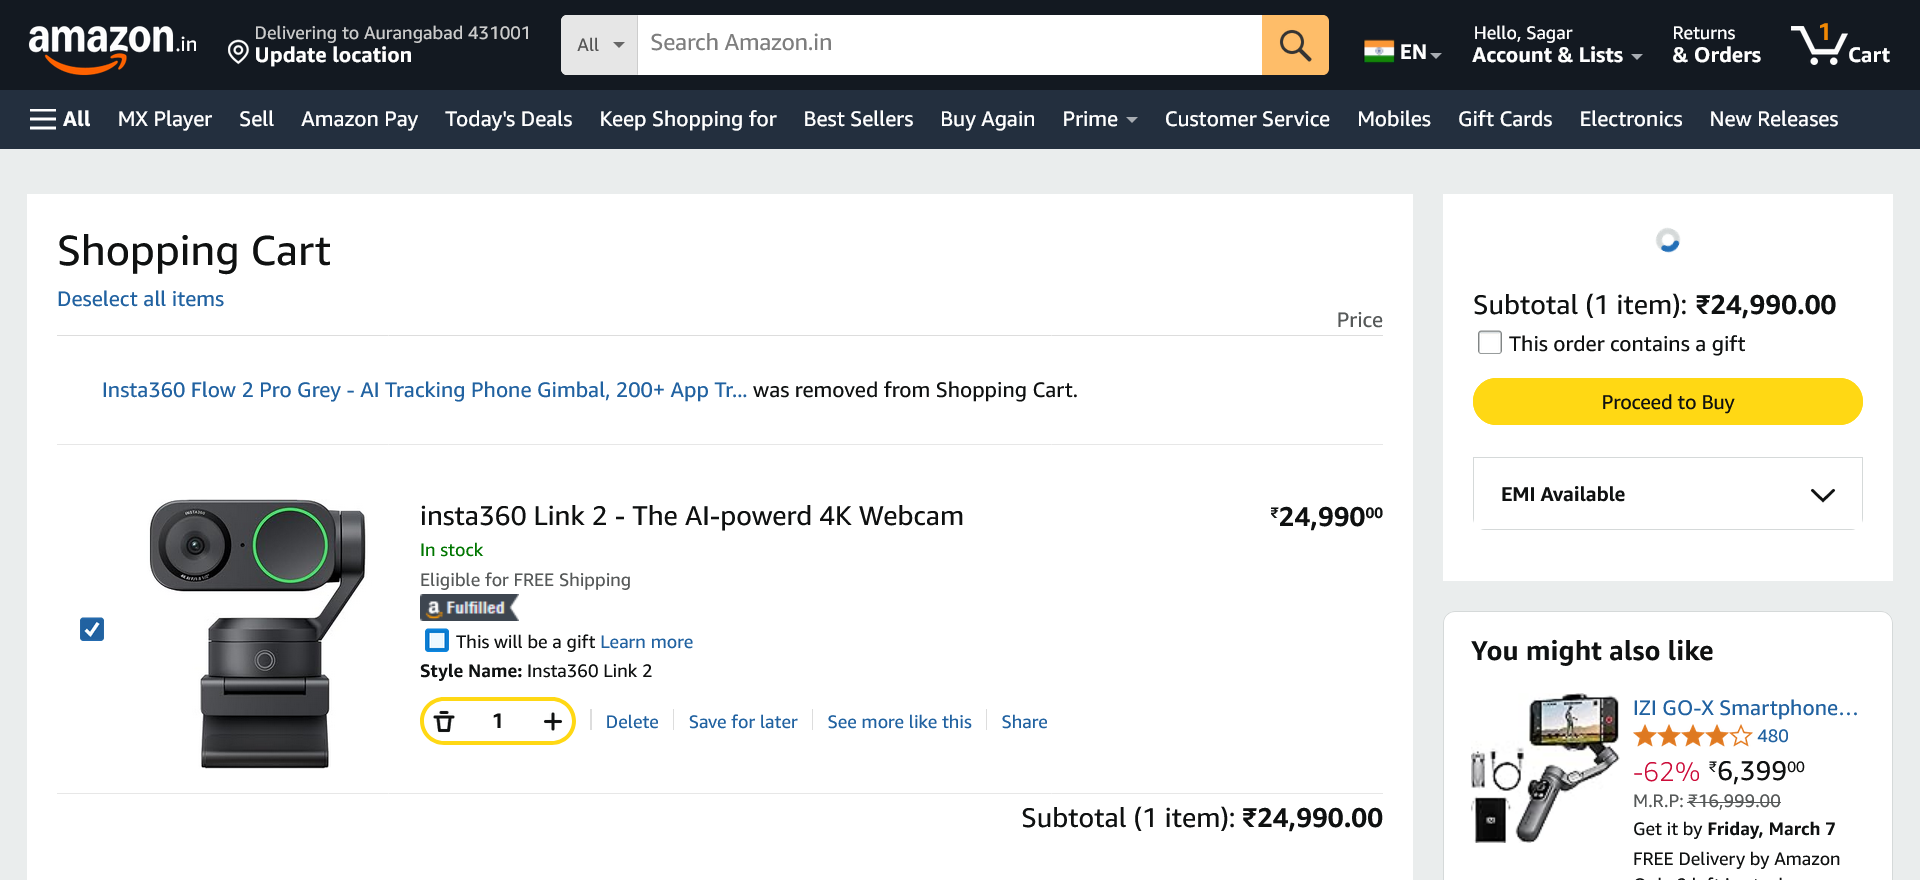 amazon.in
Delivering to Aurangabad 431001
Update location
All
Search Amazon.in
EN
Hello, Sagar
Account & Lists
Returns
& Orders
1
Cart
All
MX Player
Sell
Amazon Pay
Today's Deals
Keep Shopping for
Best Sellers
Buy Again
Prime
Customer Service
Mobiles
Gift Cards
Electronics
New Releases
Shopping Cart
Deselect all items
Price
Insta360 Flow 2 Pro Grey - AI Tracking Phone Gimbal, 200+ App Tr... was removed from Shopping Cart.
insta360 Link 2 - The AI-powerd 4K Webcam
₹24,99000
In stock
Eligible for FREE Shipping
a Fulfilled
This will be a gift Learn more
Style Name: Insta360 Link 2
1
Delete
Save for later
See more like this
Share
Subtotal (1 item): ₹24,990.00
Subtotal (1 item): ₹24,990.00
This order contains a gift
Proceed to Buy
EMI Available
You might also like
IZI GO-X Smartphone...
480
-62% ₹6,39900
M.R.P: ₹16,999.00
Get it by Friday, March 7
FREE Delivery by Amazon